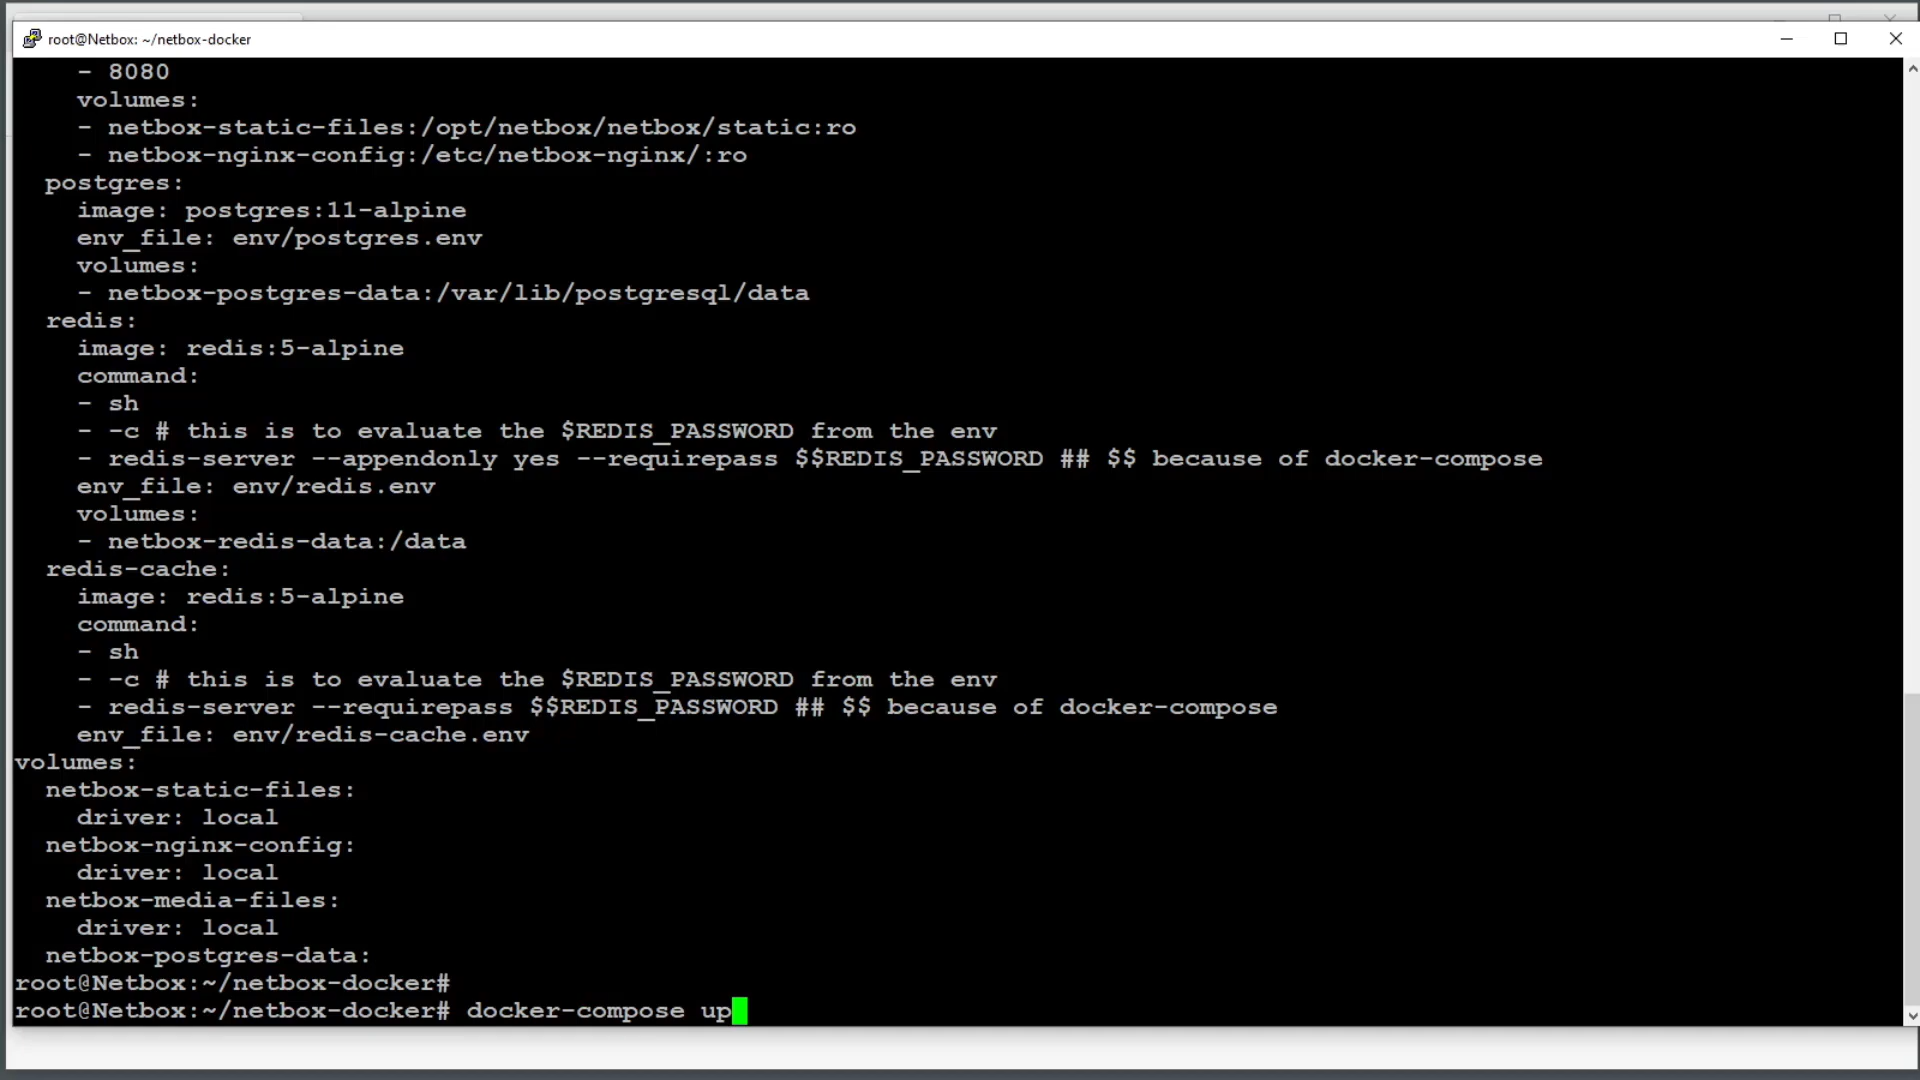 root@Netbox: ~/netbox-docker
    - 8080
    volumes:
    - netbox-static-files:/opt/netbox/netbox/static:ro
    - netbox-nginx-config:/etc/netbox-nginx/:ro
  postgres:
    image: postgres:11-alpine
    env_file: env/postgres.env
    volumes:
    - netbox-postgres-data:/var/lib/postgresql/data
  redis:
    image: redis:5-alpine
    command:
    - sh
    - -c # this is to evaluate the $REDIS_PASSWORD from the env
    - redis-server --appendonly yes --requirepass $$REDIS_PASSWORD ## $$ because of docker-compose
    env_file: env/redis.env
    volumes:
    - netbox-redis-data:/data
  redis-cache:
    image: redis:5-alpine
    command:
    - sh
    - -c # this is to evaluate the $REDIS_PASSWORD from the env
    - redis-server --requirepass $$REDIS_PASSWORD ## $$ because of docker-compose
    env_file: env/redis-cache.env
volumes:
  netbox-static-files:
    driver: local
  netbox-nginx-config:
    driver: local
  netbox-media-files:
    driver: local
  netbox-postgres-data:
root@Netbox:~/netbox-docker#
root@Netbox:~/netbox-docker# docker-compose up